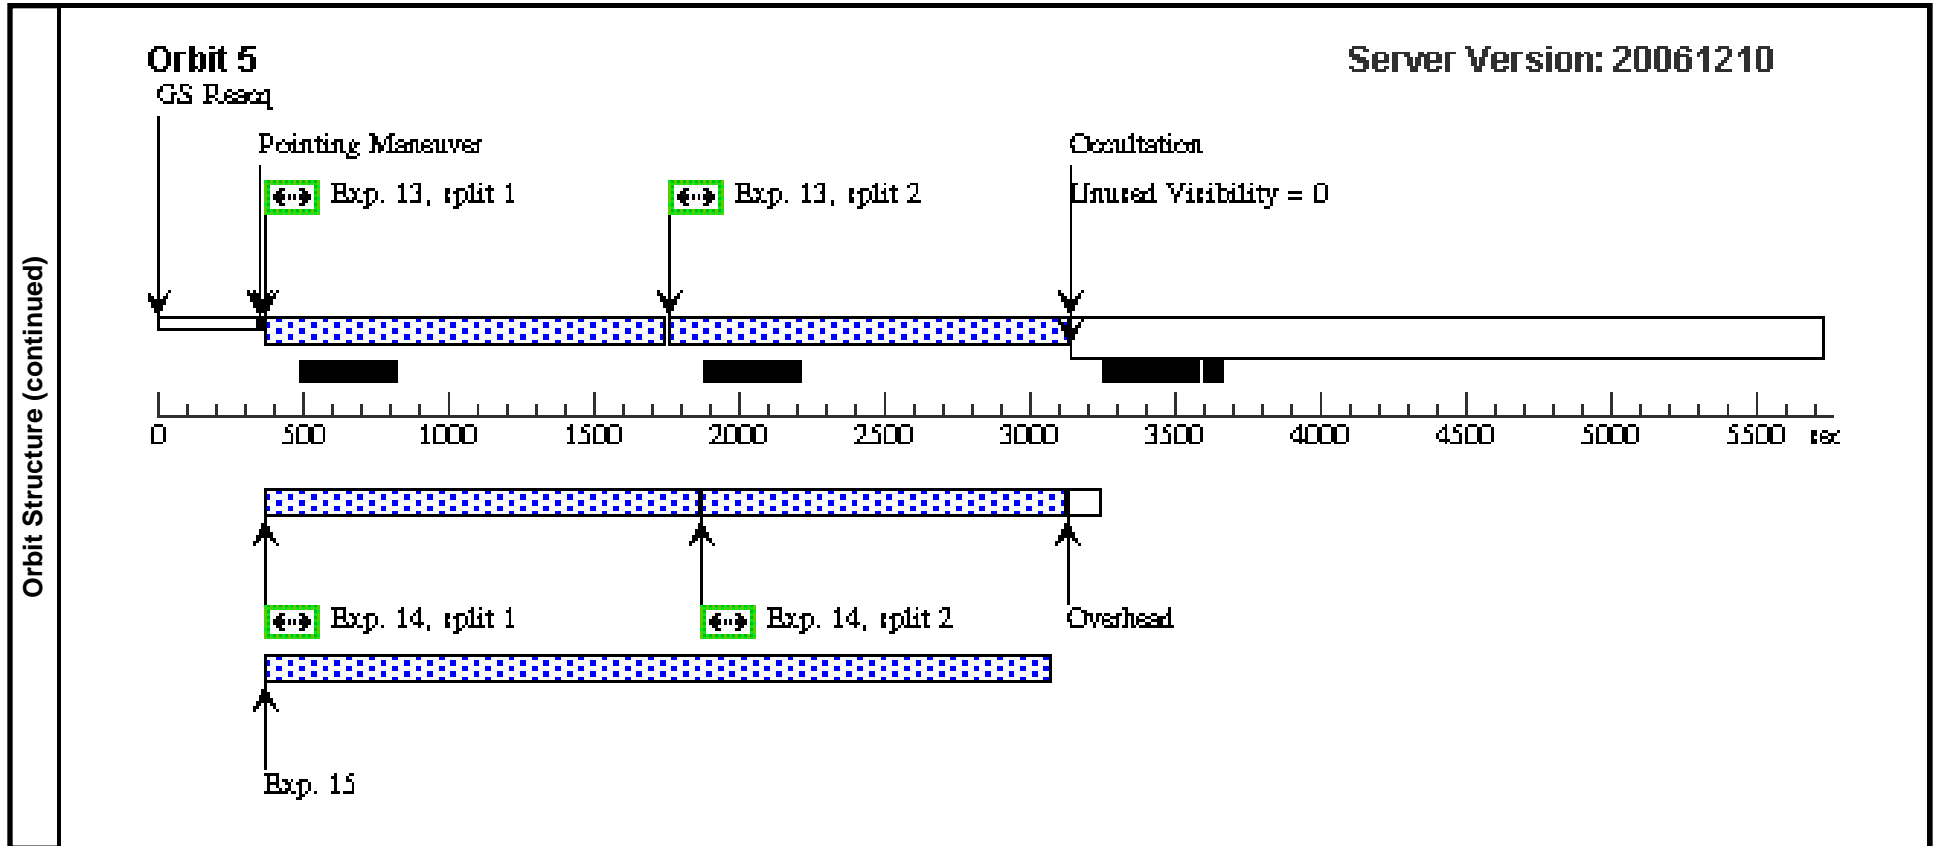 Orbit 5
Server Version: 20061210
GS Reacq
Pointing Maneuver
Occultation
Exp. 13, split 1
Exp. 13, split 2
Unused Visibility = 0
0 500 1000 1500 2000 2500 3000 3500 4000 4500 5000 5500 sec
Exp. 14, split 1
Exp. 14, split 2
Overhead
Exp. 15
Orbit Structure (continued)